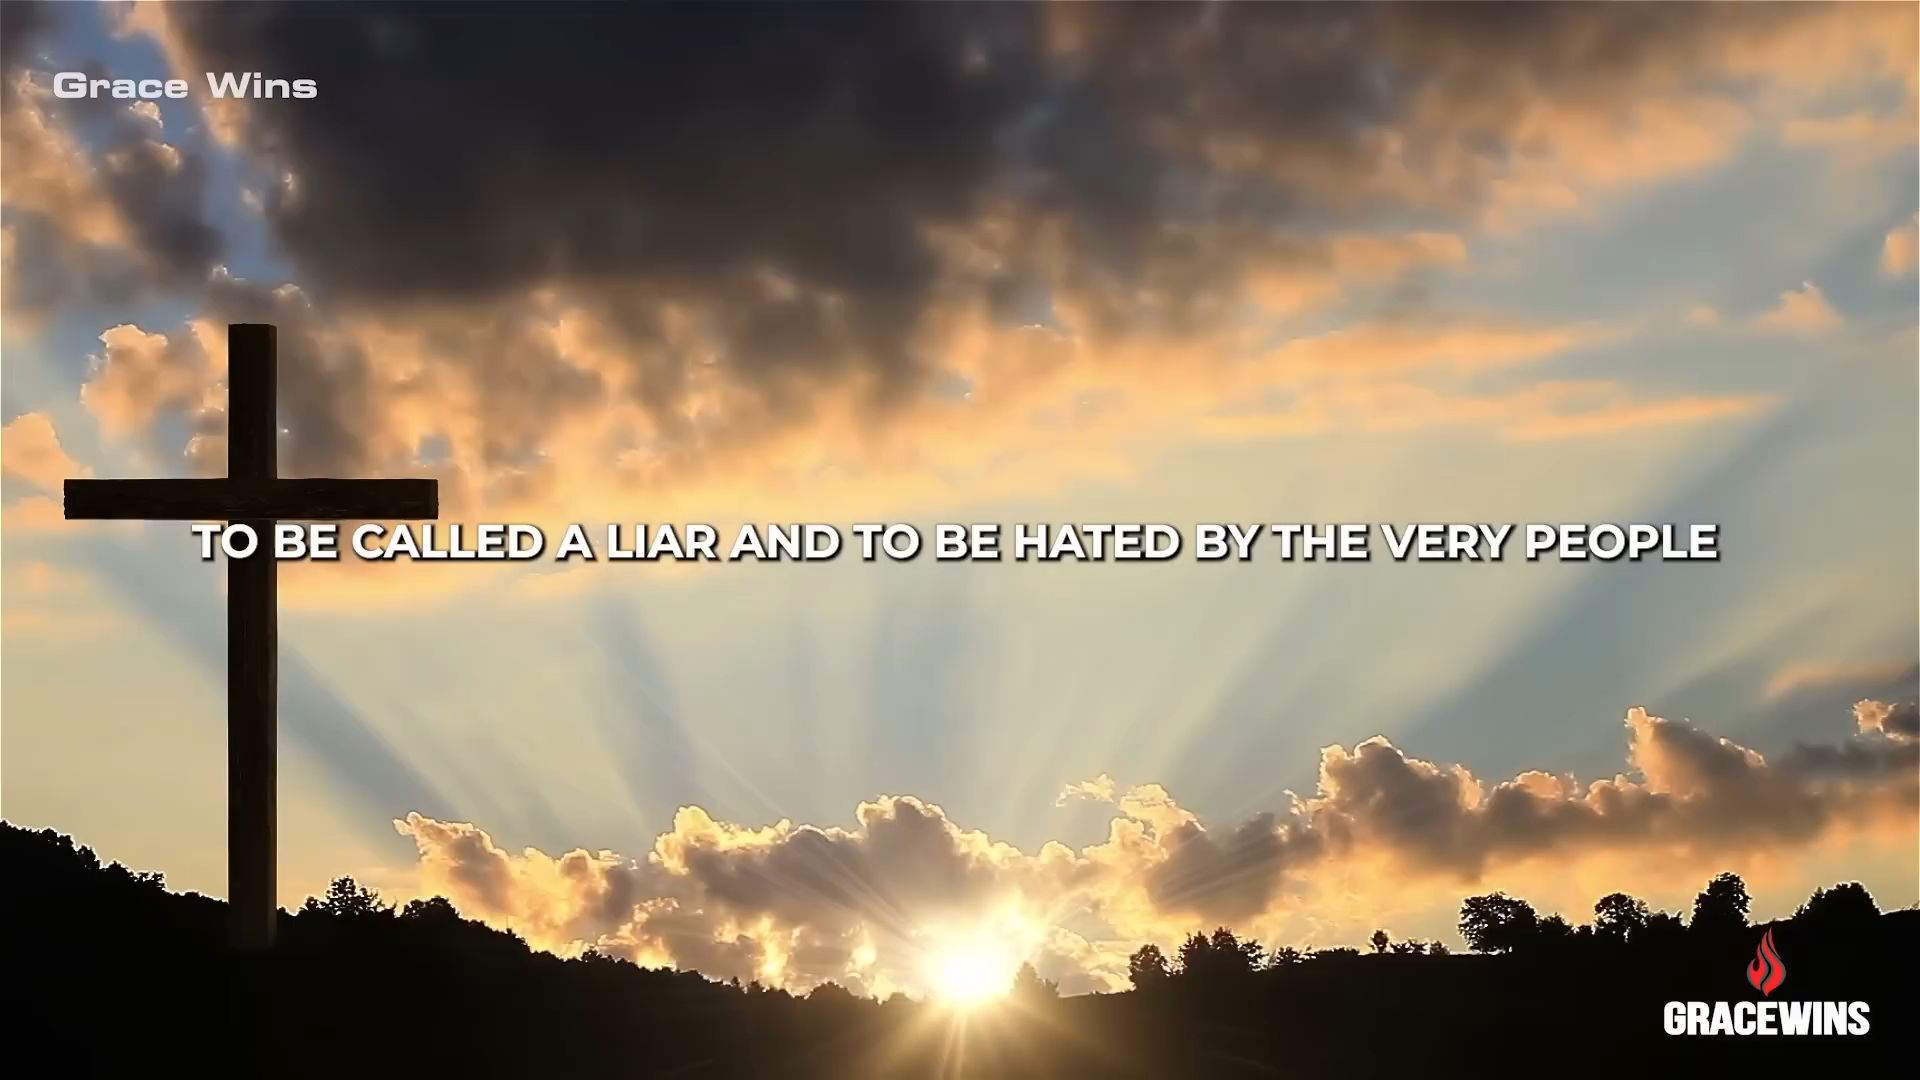 Grace Wins
TO BE CALLED A LIAR AND TO BE HATED BY THE VERY PEOPLE
GRACEWINS